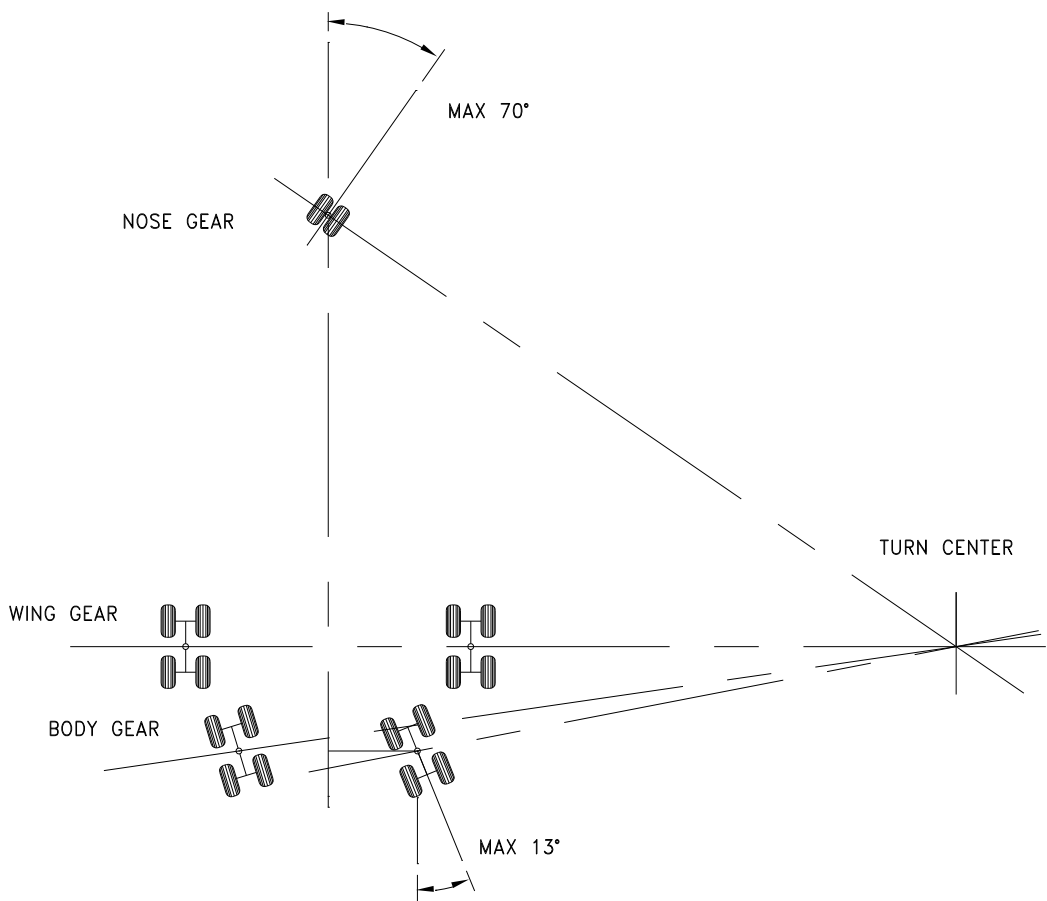 MAX 70°
NOSE GEAR
TURN CENTER
WING GEAR
BODY GEAR
MAX 13°